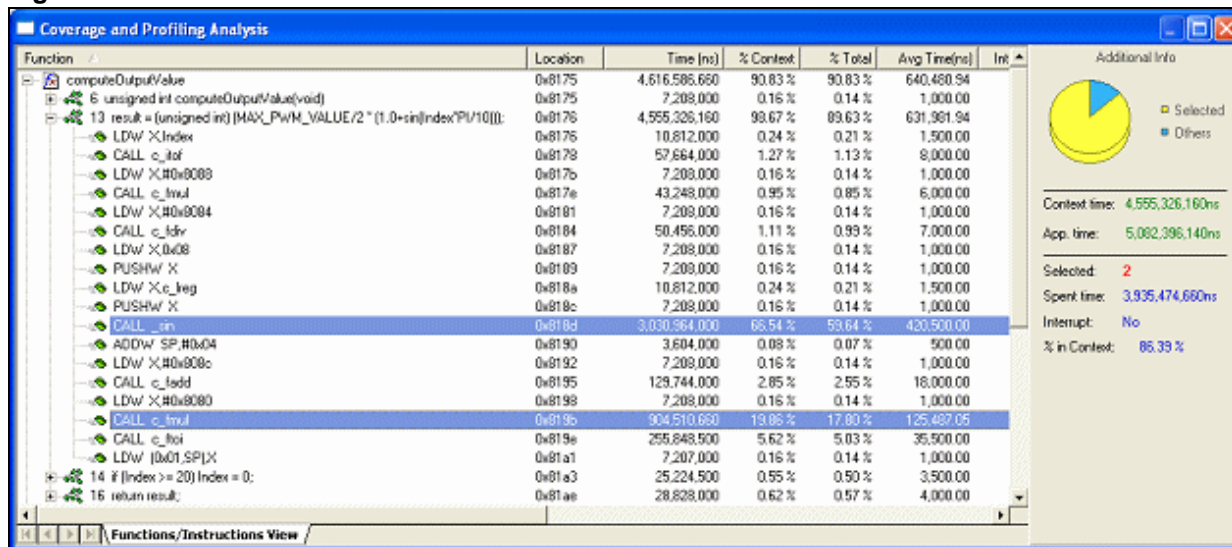 Coverage and Profiling Analysis
Function Location Time (ns) % Context % Total Avg Time(ns)
computeOutputValue 0x8175 4,616,586,660 90.83 % 90.83 % 640,480.94
6 unsigned int computeOutputValue(void) 0x8175 7,208,000 0.16 % 0.14 % 1,000.00
13 result = (unsigned int) (MAX_PWM_VALUE/2 * (1.0+sin(Index*PI/10))); 0x8176 4,555,326,160 98.67 % 89.63 % 631,981.94
LDW X,Index 0x8176 10,812,000 0.24 % 0.21 % 1,500.00
CALL c_itof 0x8178 57,664,000 1.27 % 1.13 % 8,000.00
LDW X,#0x8088 0x817b 7,208,000 0.16 % 0.14 % 1,000.00
CALL c_fmul 0x817e 43,248,000 0.95 % 0.85 % 6,000.00
LDW X,#0x8084 0x8181 7,208,000 0.16 % 0.14 % 1,000.00
CALL c_fdiv 0x8184 50,456,000 1.11 % 0.99 % 7,000.00
LDW X,0x08 0x8187 7,208,000 0.16 % 0.14 % 1,000.00
PUSHW X 0x8189 7,208,000 0.16 % 0.14 % 1,000.00
LDW X,c_lreg 0x818a 10,812,000 0.24 % 0.21 % 1,500.00
PUSHW X 0x818c 7,208,000 0.16 % 0.14 % 1,000.00
CALL _sin 0x818d 3,030,964,000 66.54 % 59.64 % 420,500.00
ADDW SP,#0x04 0x8190 3,604,000 0.08 % 0.07 % 500.00
LDW X,#0x808c 0x8192 7,208,000 0.16 % 0.14 % 1,000.00
CALL c_fadd 0x8195 129,744,000 2.85 % 2.55 % 18,000.00
LDW X,#0x8080 0x8198 7,208,000 0.16 % 0.14 % 1,000.00
CALL c_fmul 0x819b 904,510,660 19.86 % 17.80 % 125,487.05
CALL c_ftoi 0x819e 255,848,500 5.62 % 5.03 % 35,500.00
LDW (0x01,SP),X 0x81a1 7,207,000 0.16 % 0.14 % 1,000.00
14 if (Index >= 20) Index = 0; 0x81a3 25,224,500 0.55 % 0.50 % 3,500.00
16 return result; 0x81ae 28,828,000 0.62 % 0.57 % 4,000.00
Functions/Instructions View
Additional Info
Selected
Others
Context time: 4,555,326,160ns
App. time: 5,082,396,140ns
Selected: 2
Spent time: 3,935,474,660ns
Interrupt: No
% in Context: 86.39 %